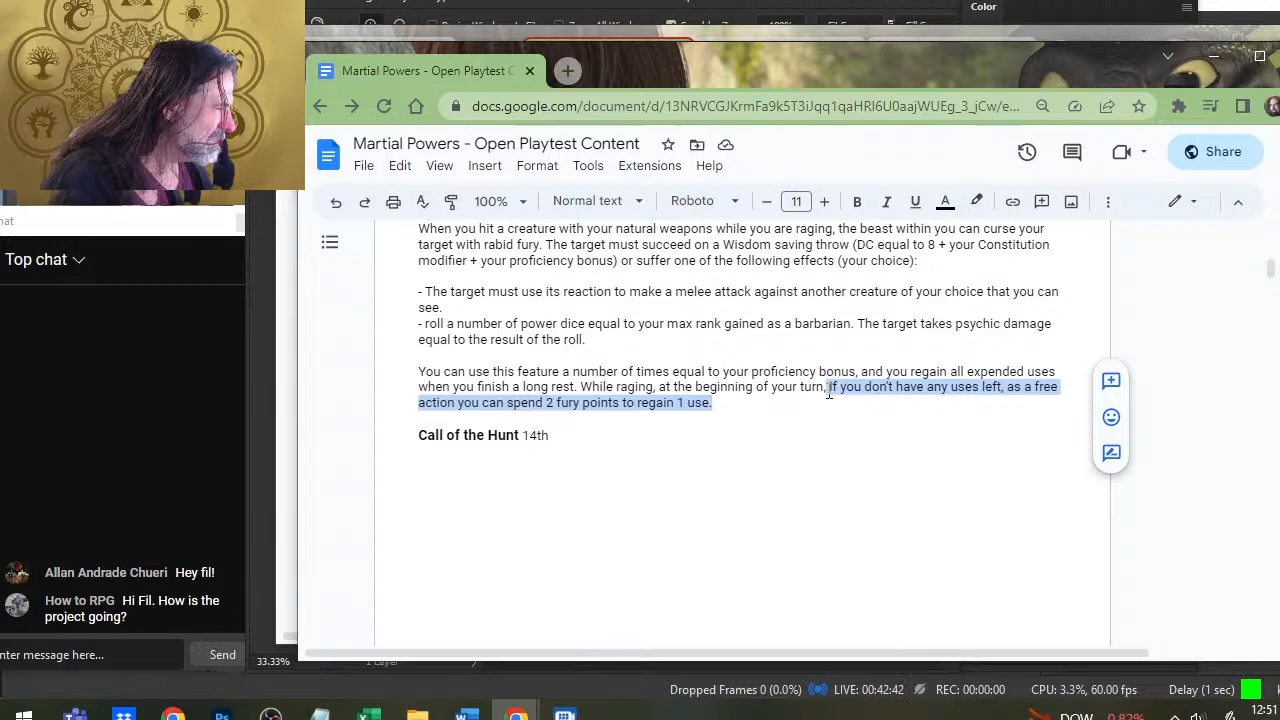 Color
Martial Powers - Open Playtest C
docs.google.com/document/d/13NRVCGJKrmFa9k5T3iJqq1qaHRI6U0aajWUEg_3_jCw/e...
Martial Powers - Open Playtest Content
File Edit View Insert Format Tools Extensions Help
Share
100% Normal text Roboto 11 B I U A
When you hit a creature with your natural weapons while you are raging, the beast within you can curse your
target with rabid fury. The target must succeed on a Wisdom saving throw (DC equal to 8 + your Constitution
modifier + your proficiency bonus) or suffer one of the following effects (your choice):
- The target must use its reaction to make a melee attack against another creature of your choice that you can
see.
- roll a number of power dice equal to your max rank gained as a barbarian. The target takes psychic damage
equal to the result of the roll.
You can use this feature a number of times equal to your proficiency bonus, and you regain all expended uses
when you finish a long rest. While raging, at the beginning of your turn, if you don't have any uses left, as a free
action you can spend 2 fury points to regain 1 use.
Call of the Hunt 14th
hat
Top chat
Allan Andrade Chueri Hey fil!
How to RPG Hi Fil. How is the
project going?
nter message here...
Send
33.33%
1 Layer
Dropped Frames 0 (0.0%) LIVE: 00:42:42 REC: 00:00:00 CPU: 3.3%, 60.00 fps Delay (1 sec)
DOW -0.82%
12:51